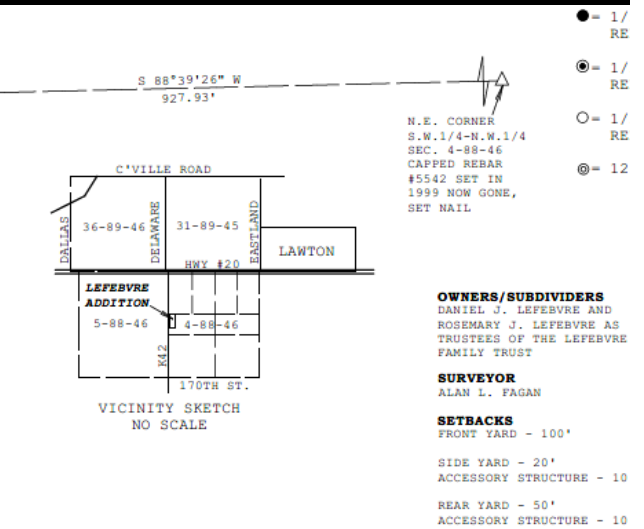 S 88°39'26" W
927.93'
N.E. CORNER
S.W.1/4-N.W.1/4
SEC. 4-88-46
CAPPED REBAR
#5542 SET IN
1999 NOW GONE,
SET NAIL
= 1/
RE
= 1/
RE
= 1/
RE
= 12
C'VILLE ROAD
DALLAS
36-89-46
DELAWARE
31-89-45
EASTLAND
LAWTON
HWY #20
LEFEBVRE
ADDITION
5-88-46
4-88-46
K42
170TH ST.
VICINITY SKETCH
NO SCALE
OWNERS/SUBDIVIDERS
DANIEL J. LEFEBVRE AND
ROSEMARY J. LEFEBVRE AS
TRUSTEES OF THE LEFEBVRE
FAMILY TRUST
SURVEYOR
ALAN L. FAGAN
SETBACKS
FRONT YARD - 100'
SIDE YARD - 20'
ACCESSORY STRUCTURE - 10
REAR YARD - 50'
ACCESSORY STRUCTURE - 10